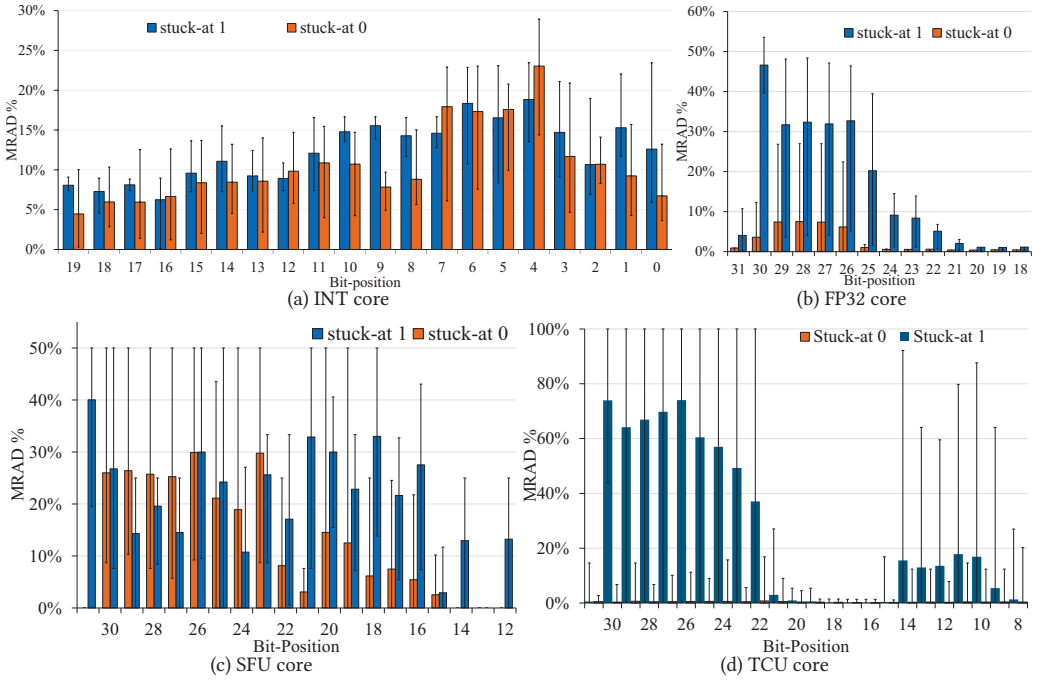 stuck-at 1 stuck-at 0
30%
25%
20%
15%
10%
5%
0%
MRAD %
19 18 17 16 15 14 13 12 11 10 9 8 7 6 5 4 3 2 1 0
Bit-position
(a) INT core
stuck-at 1 stuck-at 0
60%
50%
40%
30%
20%
10%
0%
MRAD %
31 30 29 28 27 26 25 24 23 22 21 20 19 18
Bit-position
(b) FP32 core
stuck-at 1 stuck-at 0
50%
40%
30%
20%
10%
0%
MRAD %
30 28 26 24 22 20 18 16 14 12
Bit-Position
(c) SFU core
Stuck-at 0 Stuck-at 1
100%
80%
60%
40%
20%
0%
MRAD %
30 28 26 24 22 20 18 16 14 12 10 8
Bit-Position
(d) TCU core